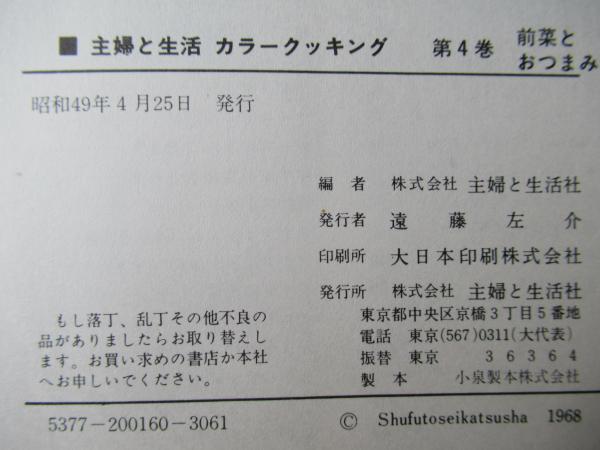 ■ 主婦と生活 カラークッキング 第4巻 前菜と
おつまみ
昭和49年4月25日 発行
編者 株式会社 主婦と生活社
発行者 遠藤左介
印刷所 大日本印刷株式会社
発行所 株式会社 主婦と生活社
東京都中央区京橋3丁目5番地
電話 東京(567)0311(大代表)
振替 東京 36364
製本 小泉製本株式会社
もし落丁、乱丁その他不良の
品がありましたらお取り替えし
ます。お買い求めの書店か本社
へお申しいでください。
5377-200160-3061
© Shufutoseikatsusha 1968